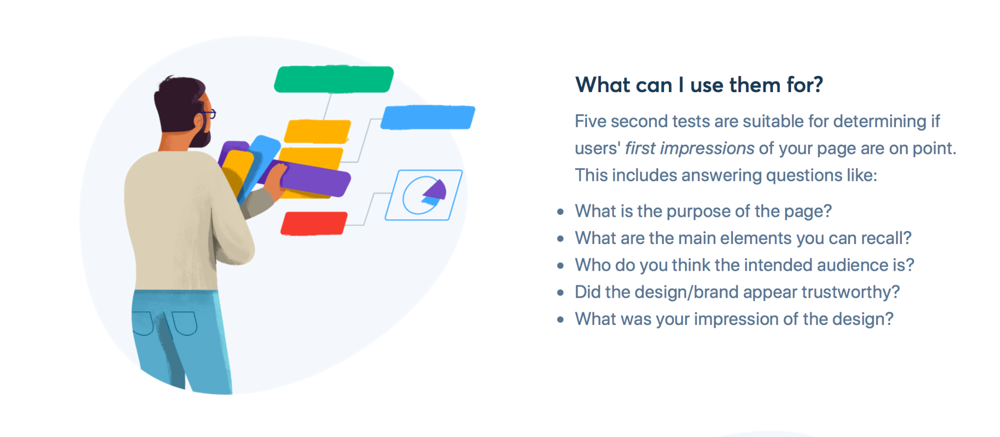 What can I use them for?
Five second tests are suitable for determining if
users' first impressions of your page are on point.
This includes answering questions like:
• What is the purpose of the page?
• What are the main elements you can recall?
• Who do you think the intended audience is?
• Did the design/brand appear trustworthy?
• What was your impression of the design?